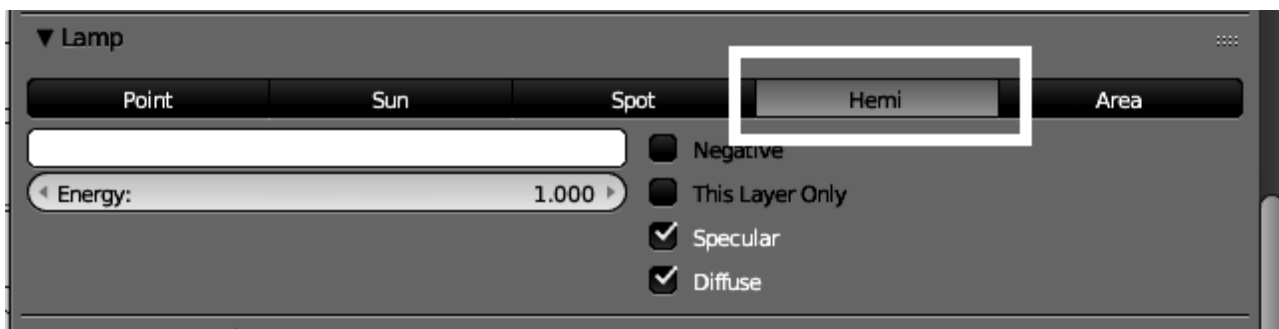 Lamp
Point Sun Spot Hemi Area
Negative
Energy: 1.000 This Layer Only
Specular
Diffuse